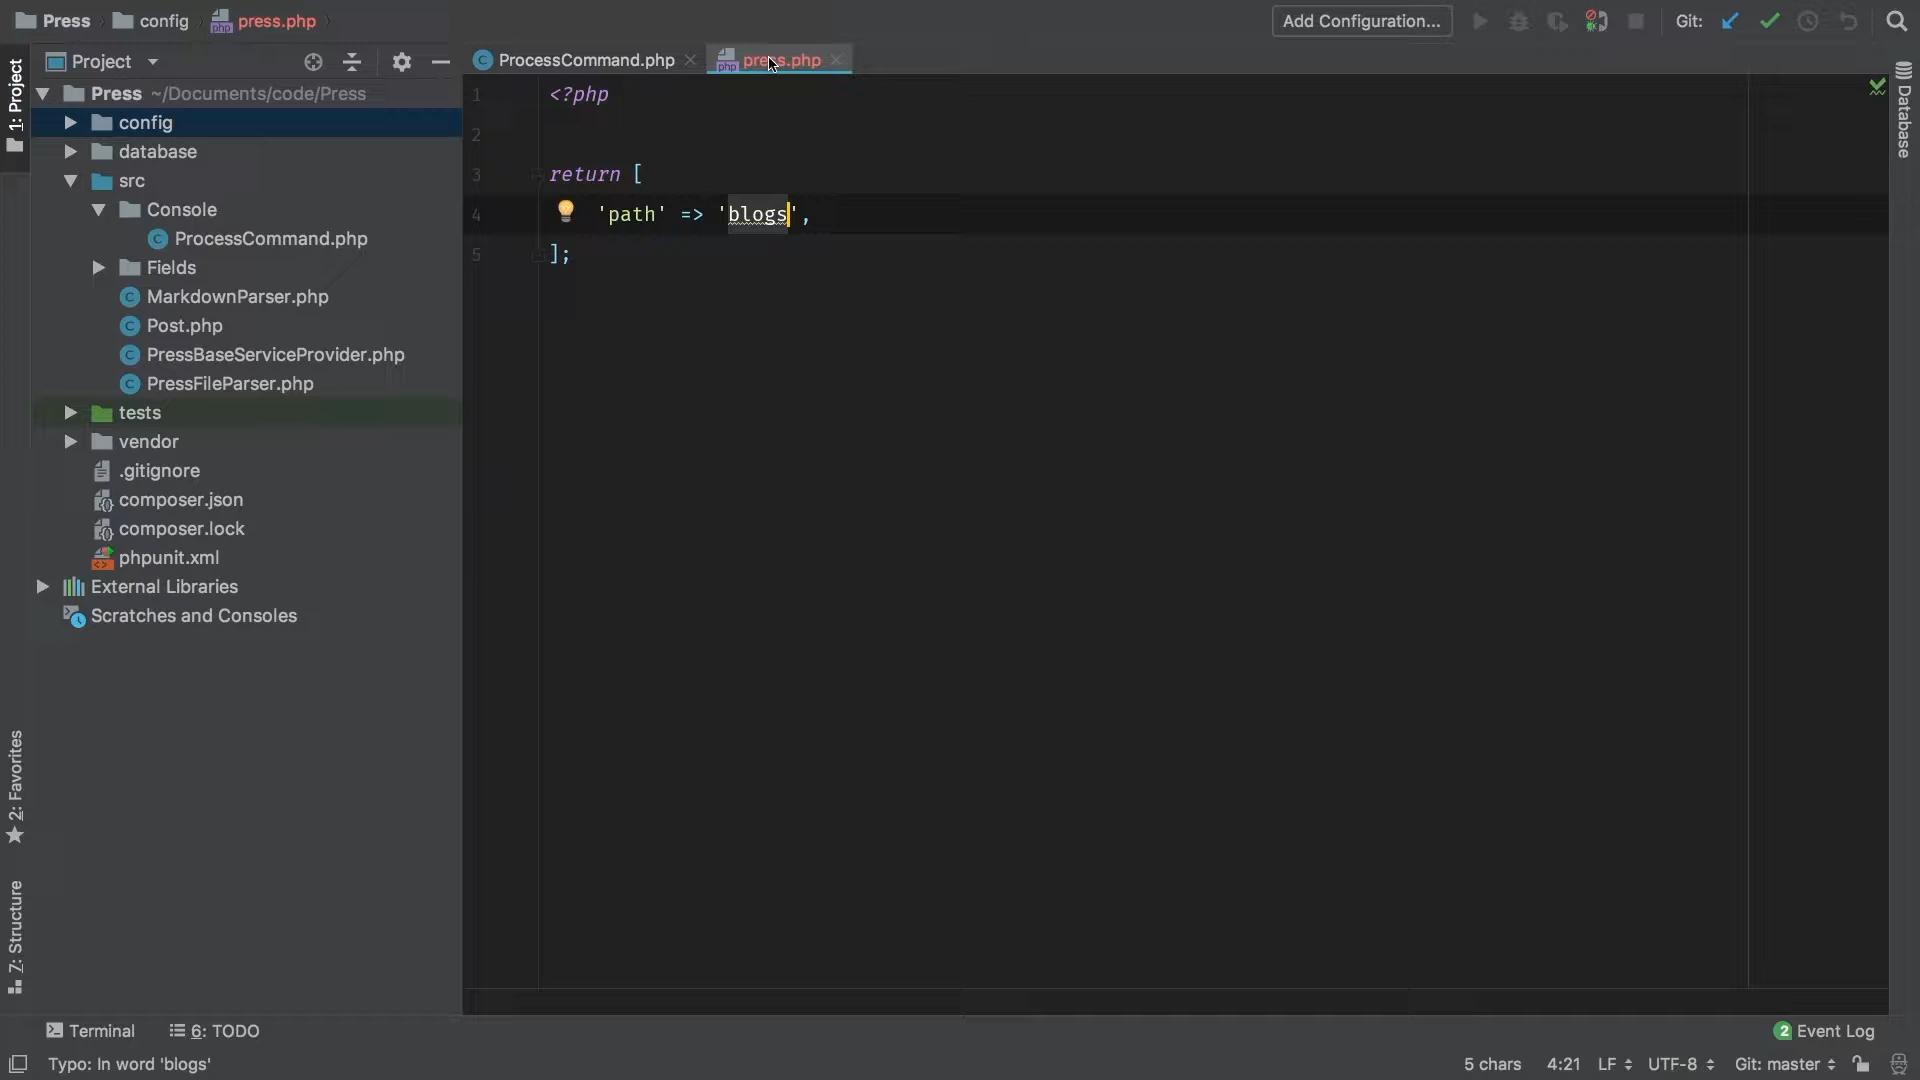 Press config press.php Add Configuration... Git:
Project
ProcessCommand.php press.php
1: Project
Press ~/Documents/code/Press
config
database
src
Console
ProcessCommand.php
Fields
MarkdownParser.php
Post.php
PressBaseServiceProvider.php
PressFileParser.php
tests
vendor
.gitignore
composer.json
composer.lock
phpunit.xml
External Libraries
Scratches and Consoles
1 <?php
2
3 return [
4 'path' => 'blogs',
5 ];
Database
2: Favorites
Z: Structure
Terminal 6: TODO 2 Event Log
Typo: In word 'blogs' 5 chars 4:21 LF UTF-8 Git: master